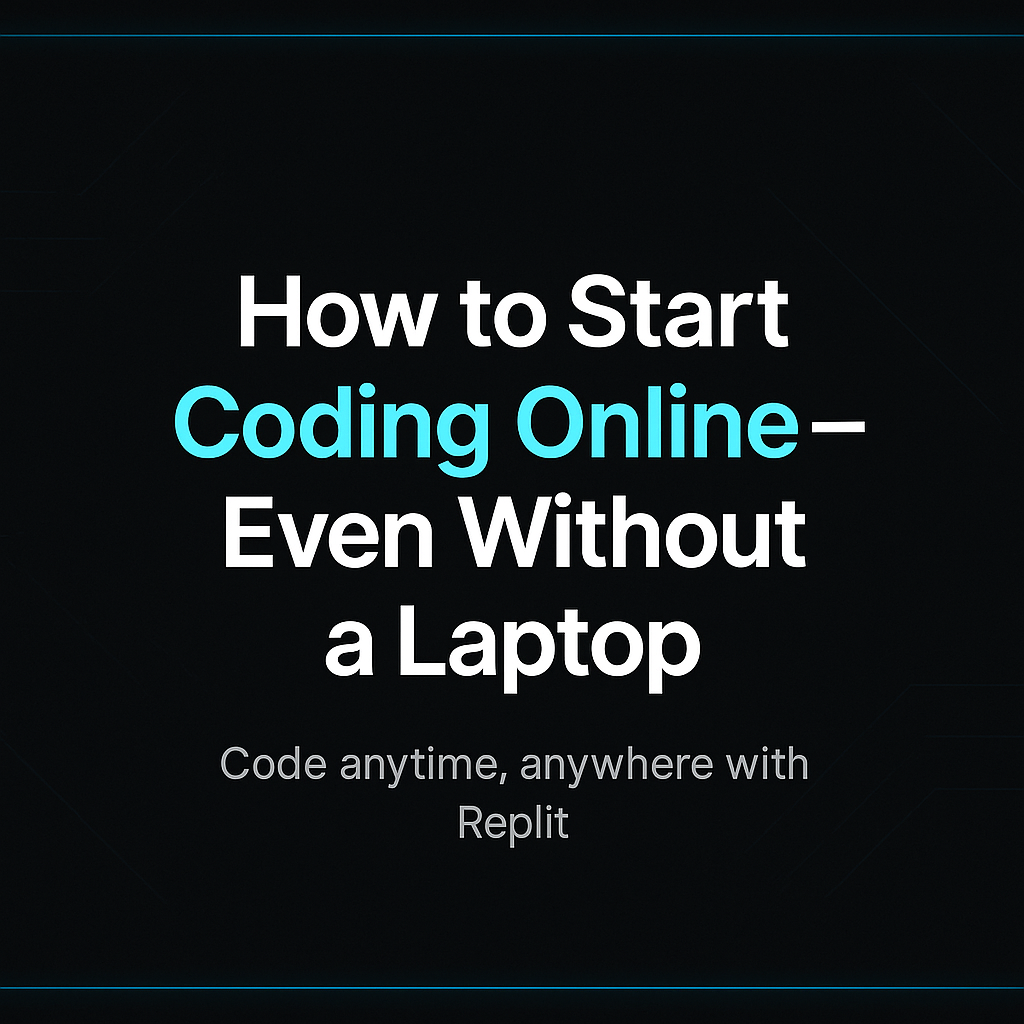 How to Start
Coding Online –
Even Without
a Laptop
Code anytime, anywhere with
Replit